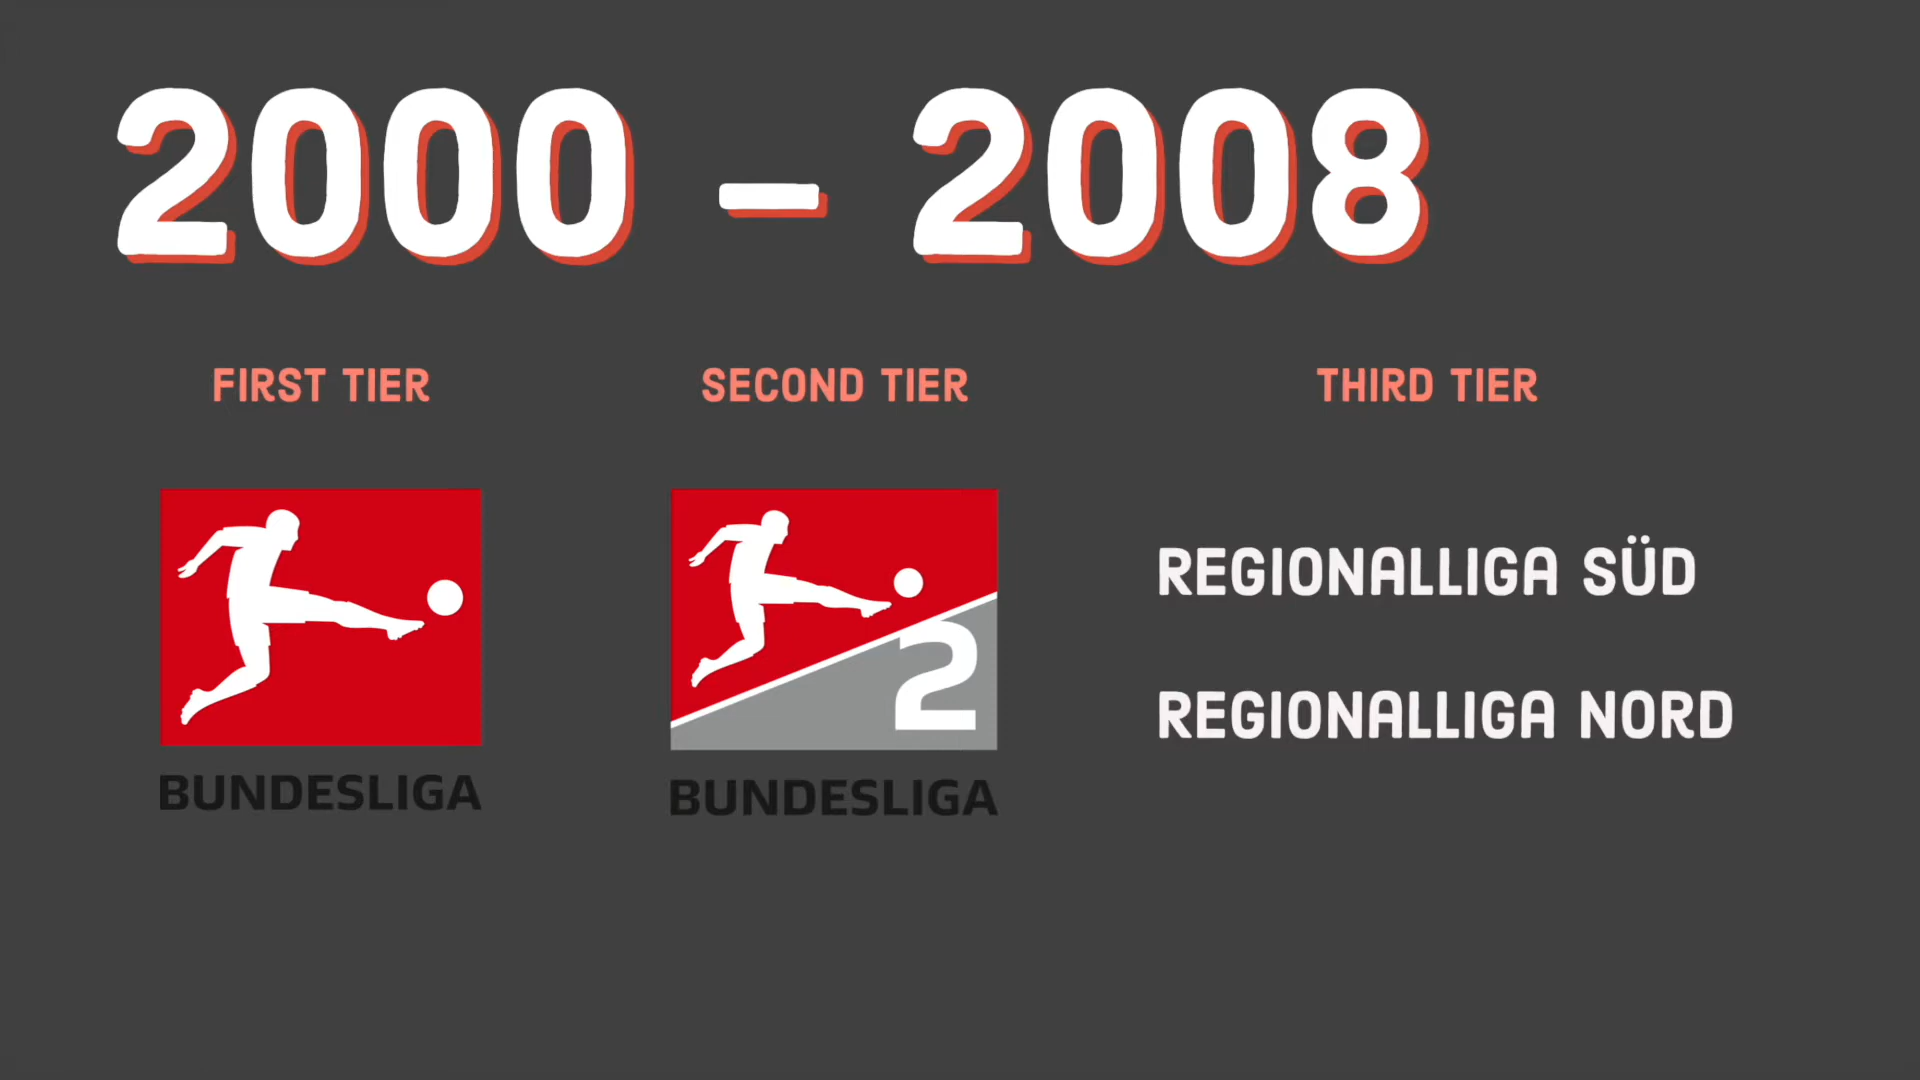 2000 – 2008
FIRST TIER
SECOND TIER
THIRD TIER
BUNDESLIGA
2
BUNDESLIGA
REGIONALLIGA SÜD
REGIONALLIGA NORD